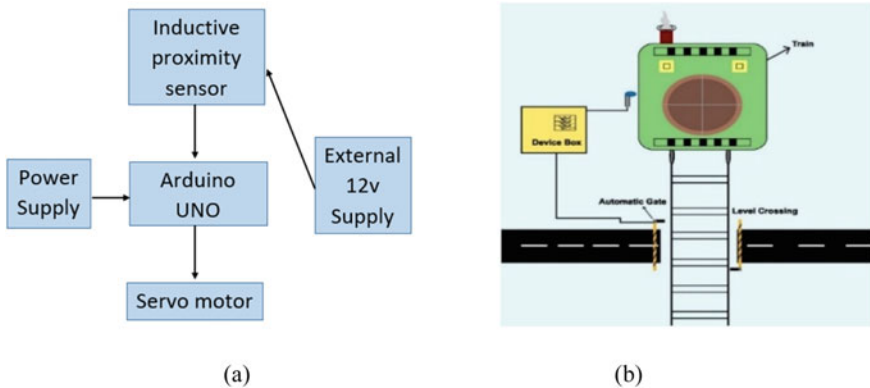 Inductive
proximity
sensor
Power
Supply
Arduino
UNO
External
12v
Supply
Servo motor
(a)
Train
Device Box
Automatic Gate
Level Crossing
(b)